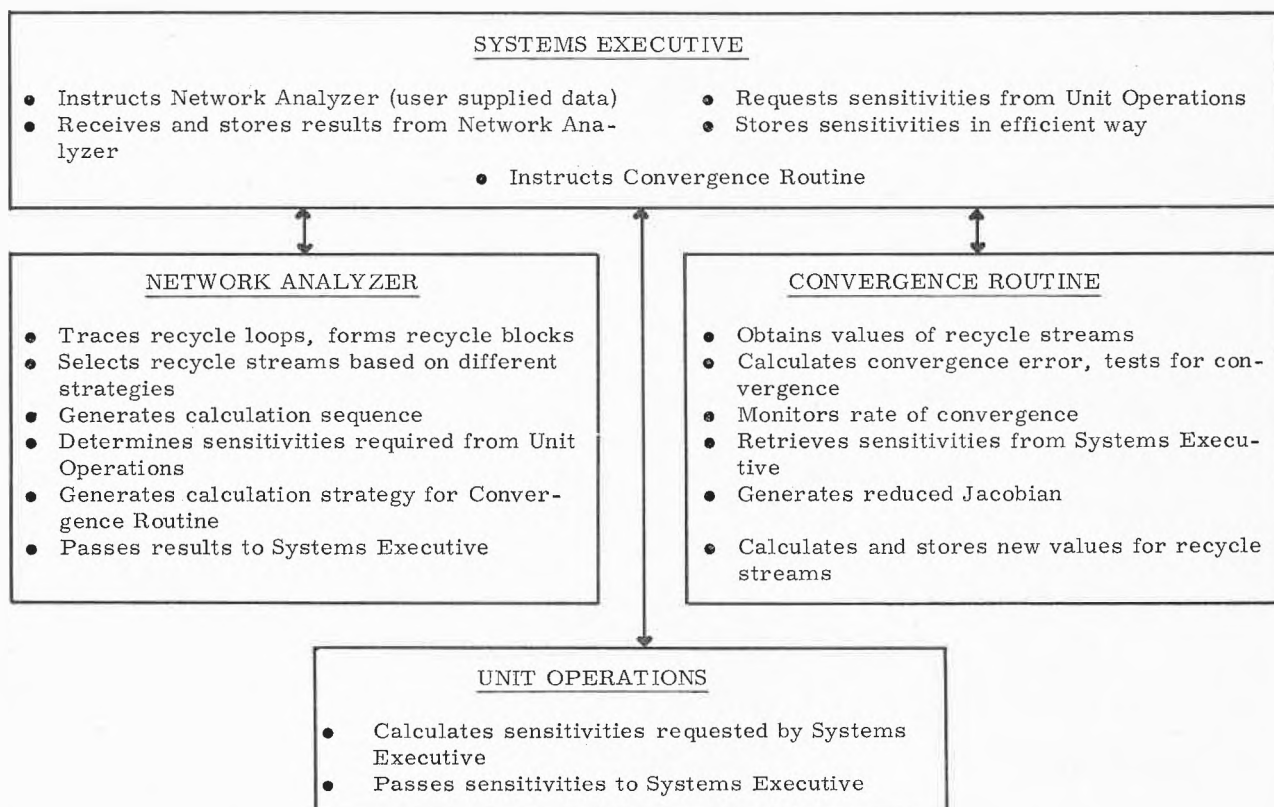 SYSTEMS EXECUTIVE
• Instructs Network Analyzer (user supplied data)
• Receives and stores results from Network Ana-
lyzer
• Requests sensitivities from Unit Operations
• Stores sensitivities in efficient way
• Instructs Convergence Routine
NETWORK ANALYZER
• Traces recycle loops, forms recycle blocks
• Selects recycle streams based on different
strategies
• Generates calculation sequence
• Determines sensitivities required from Unit
Operations
• Generates calculation strategy for Conver-
gence Routine
• Passes results to Systems Executive
CONVERGENCE ROUTINE
• Obtains values of recycle streams
• Calculates convergence error, tests for con-
vergence
• Monitors rate of convergence
• Retrieves sensitivities from Systems Execu-
tive
• Generates reduced Jacobian
• Calculates and stores new values for recycle
streams
UNIT OPERATIONS
• Calculates sensitivities requested by Systems
Executive
• Passes sensitivities to Systems Executive